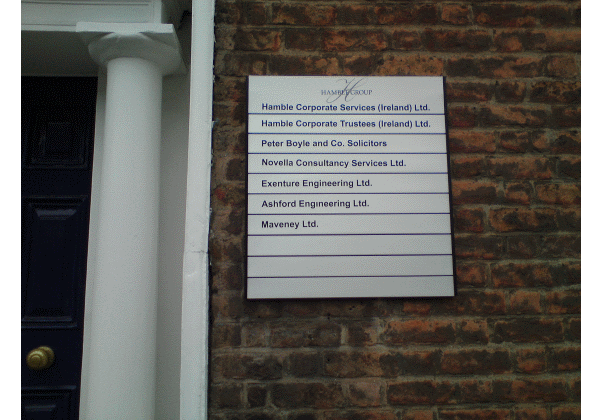 HAMBLE GROUP
Hamble Corporate Services (Ireland) Ltd.
Hamble Corporate Trustees (Ireland) Ltd.
Peter Boyle and Co. Solicitors
Novella Consultancy Services Ltd.
Exenture Engineering Ltd.
Ashford Engineering Ltd.
Maveney Ltd.